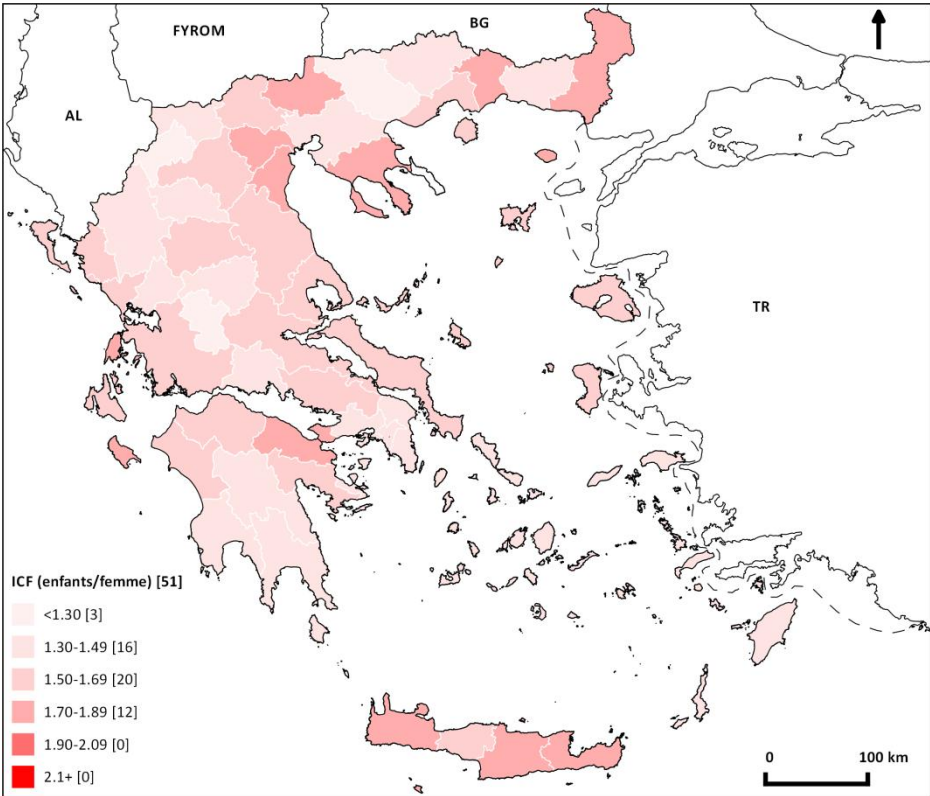 FYROM
BG
AL
TR
ICF (enfants/femme) [51]
<1.30 [3]
1.30-1.49 [16]
1.50-1.69 [20]
1.70-1.89 [12]
1.90-2.09 [0]
2.1+ [0]
0 100 km